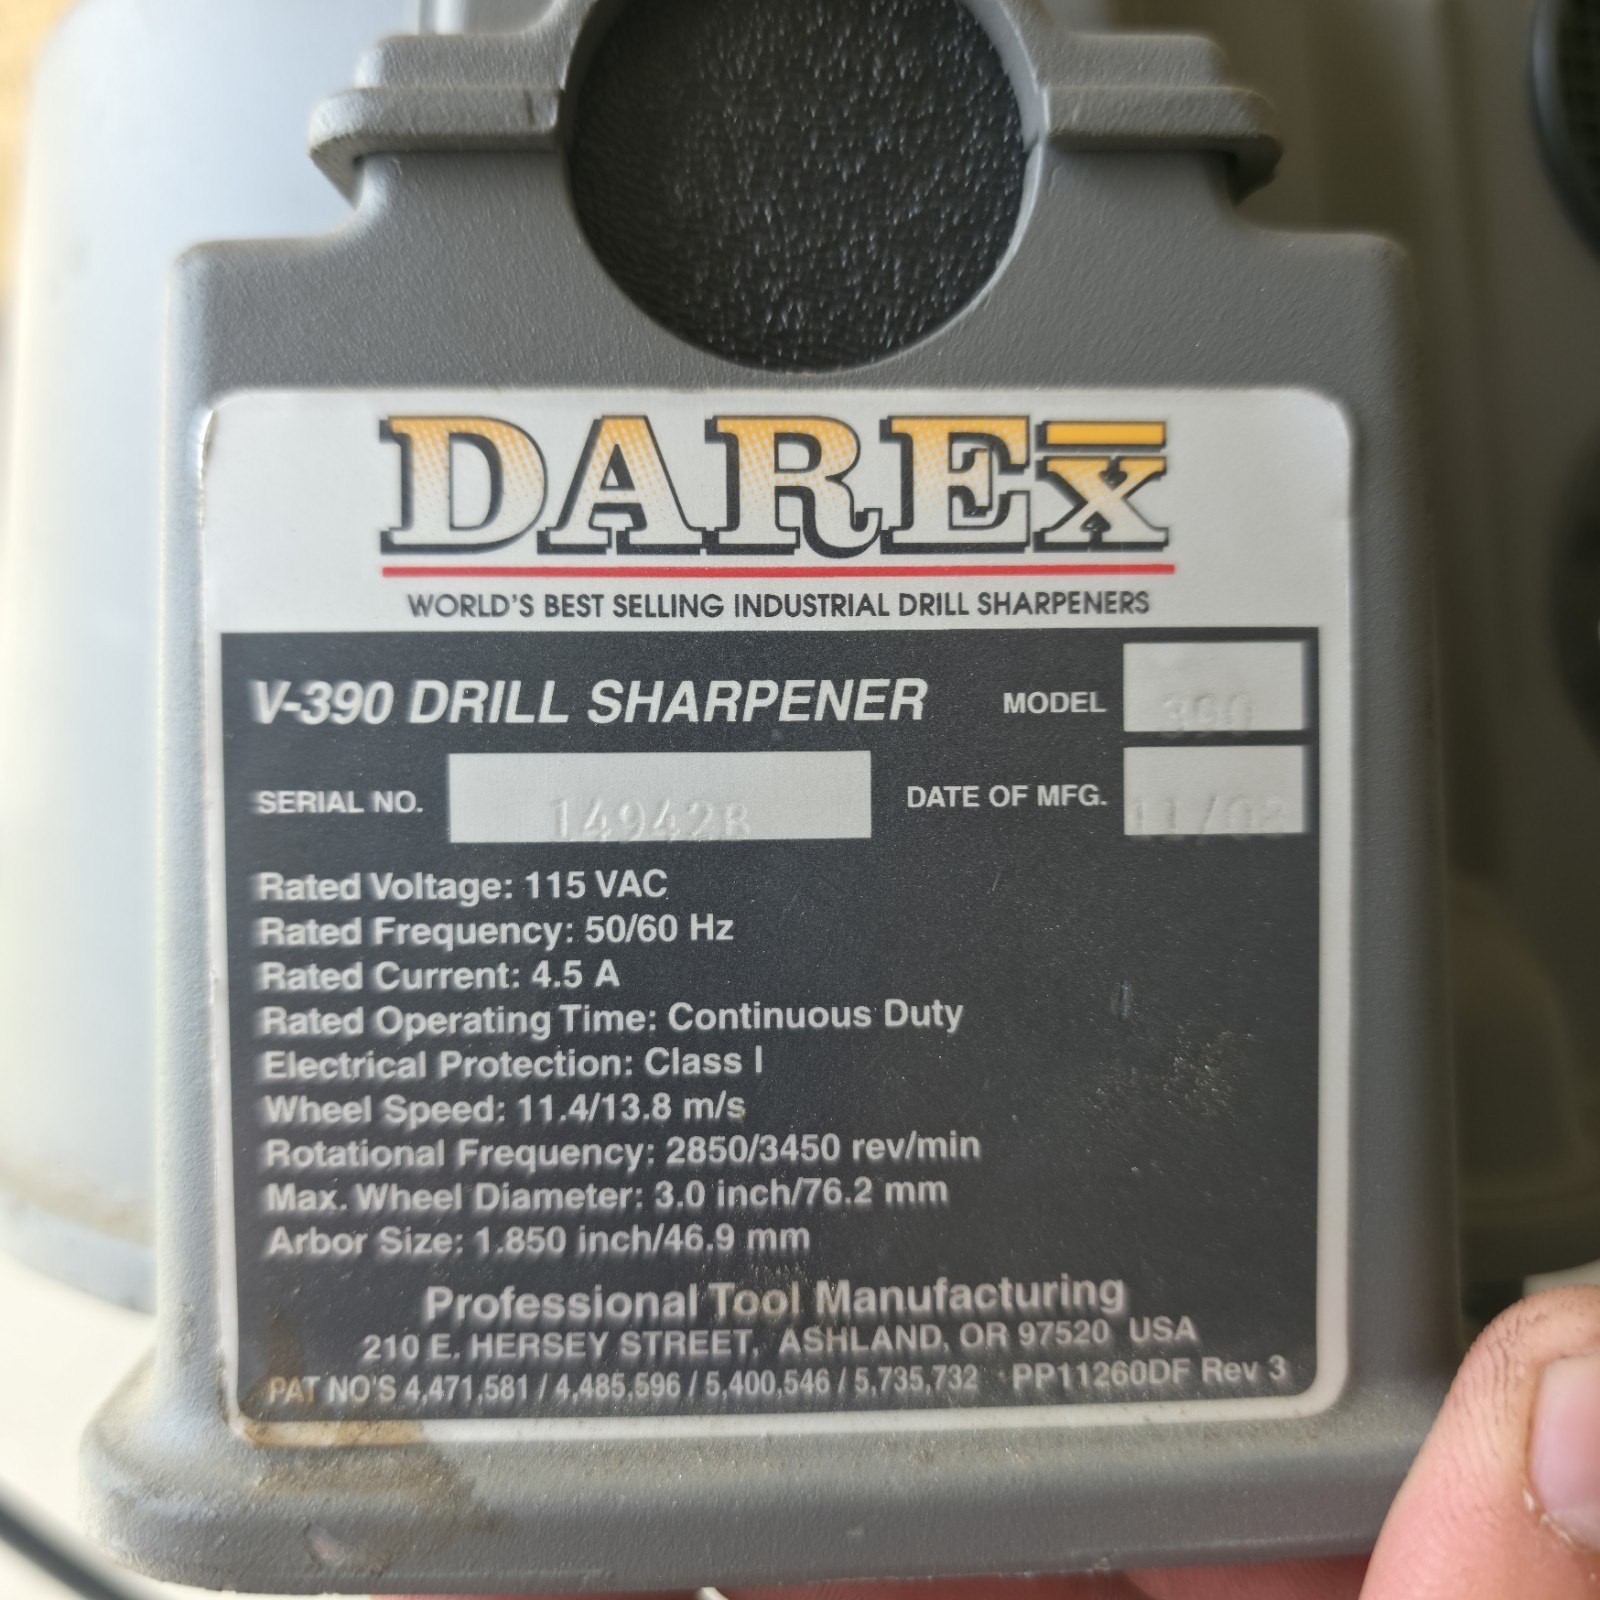 DAREX
WORLD'S BEST SELLING INDUSTRIAL DRILL SHARPENERS
V-390 DRILL SHARPENER MODEL 390
SERIAL NO. 14942B DATE OF MFG. 11/08
Rated Voltage: 115 VAC
Rated Frequency: 50/60 Hz
Rated Current: 4.5 A
Rated Operating Time: Continuous Duty
Electrical Protection: Class I
Wheel Speed: 11.4/13.8 m/s
Rotational Frequency: 2850/3450 rev/min
Max. Wheel Diameter: 3.0 inch/76.2 mm
Arbor Size: 1.850 inch/46.9 mm
Professional Tool Manufacturing
210 E. HERSEY STREET, ASHLAND, OR 97520 USA
PAT NO'S 4,471,581 / 4,485,596 / 5,400,546 / 5,735,732 PP11260DF Rev 3